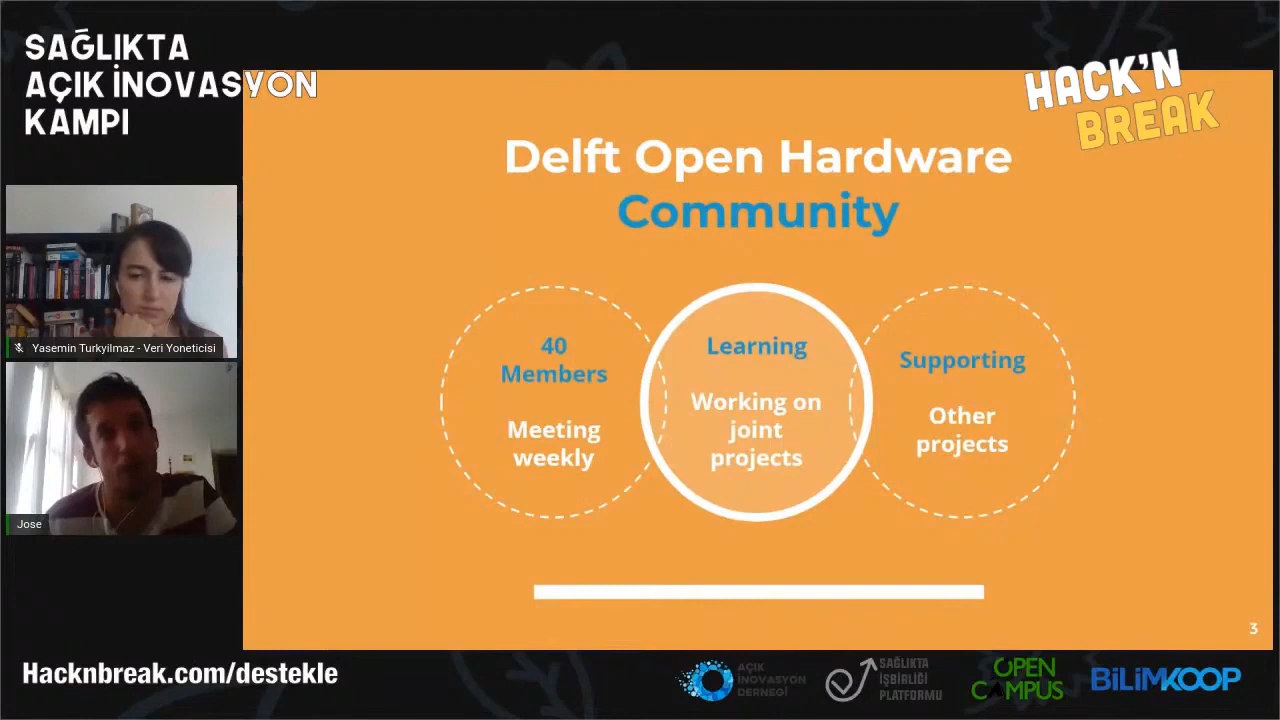 SAĞLIKTA
AÇIK İNOVASYON
KAMPI
HACK'N
BREAK
Delft Open Hardware
Community
40
Members
Meeting
weekly
Learning
Working on
joint
projects
Supporting
Other
projects
3
Yasemin Turkyilmaz - Veri Yoneticisi
Jose
Hacknbreak.com/destekle
AÇIK
İNOVASYON
DERNEĞİ
SAĞLIKTA
İŞBİRLİĞİ
PLATFORMU
OPEN
CAMPUS
BİLİMKOOP